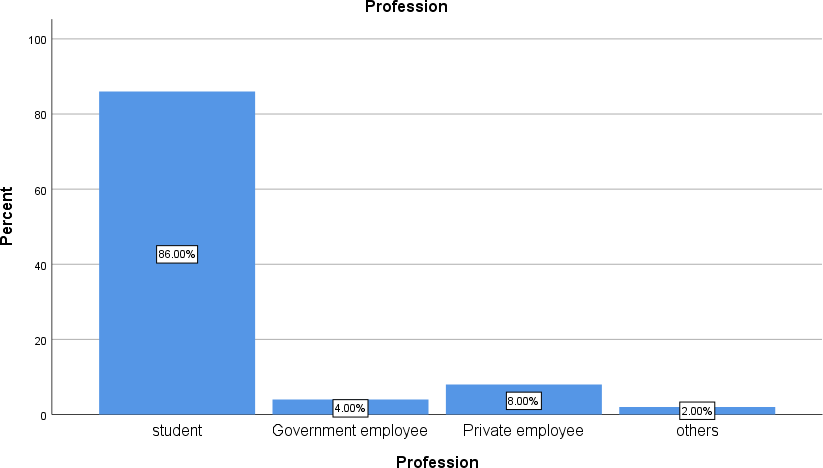 Profession
100
80
60
40
20
0
Percent
86.00%
4.00%
8.00%
2.00%
student
Government employee
Private employee
others
Profession